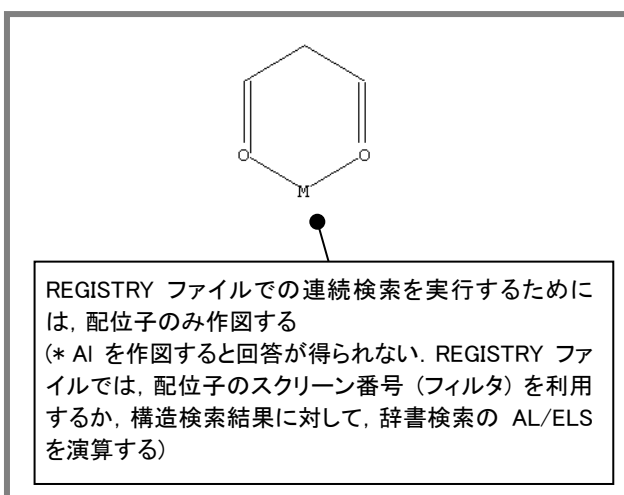 O
O
M
REGISTRY ファイルでの連続検索を実行するために
は, 配位子のみ作図する
(* Al を作図すると回答が得られない. REGISTRY ファ
イルでは, 配位子のスクリーン番号 (フィルタ) を利用
するか, 構造検索結果に対して, 辞書検索の AL/ELS
を演算する)